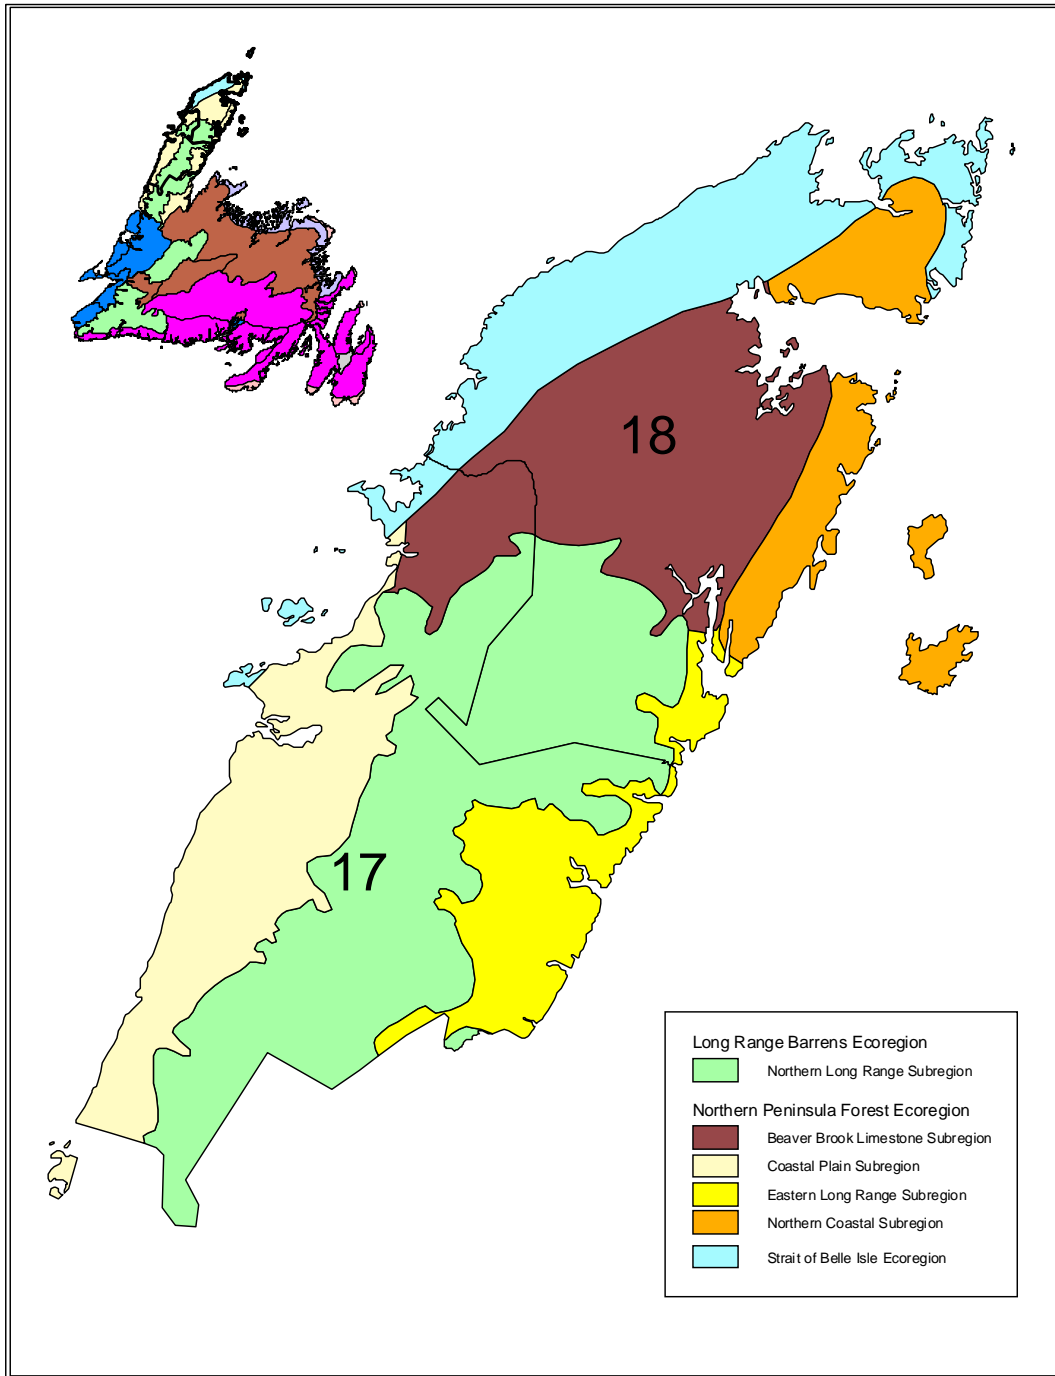 18
17
Long Range Barrens Ecoregion
Northern Long Range Subregion
Northern Peninsula Forest Ecoregion
Beaver Brook Limestone Subregion
Coastal Plain Subregion
Eastern Long Range Subregion
Northern Coastal Subregion
Strait of Belle Isle Ecoregion